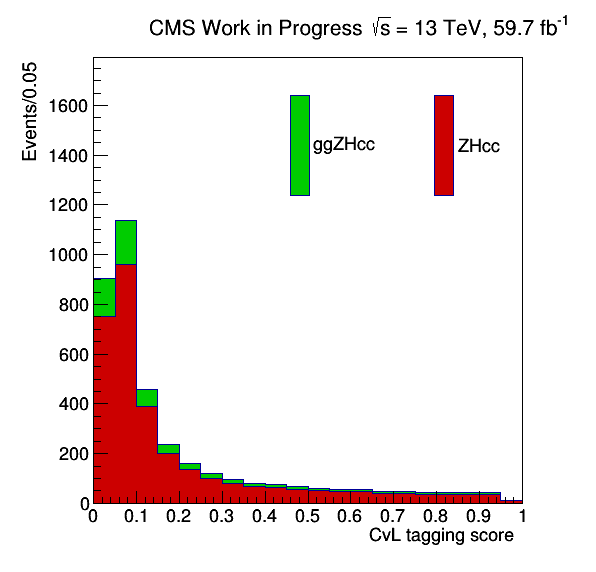 CMS Work in Progress √s = 13 TeV, 59.7 fb⁻¹
Events/0.05
1600
1400
1200
1000
800
600
400
200
0
ggZHcc
ZHcc
0 0.1 0.2 0.3 0.4 0.5 0.6 0.7 0.8 0.9 1
CvL tagging score